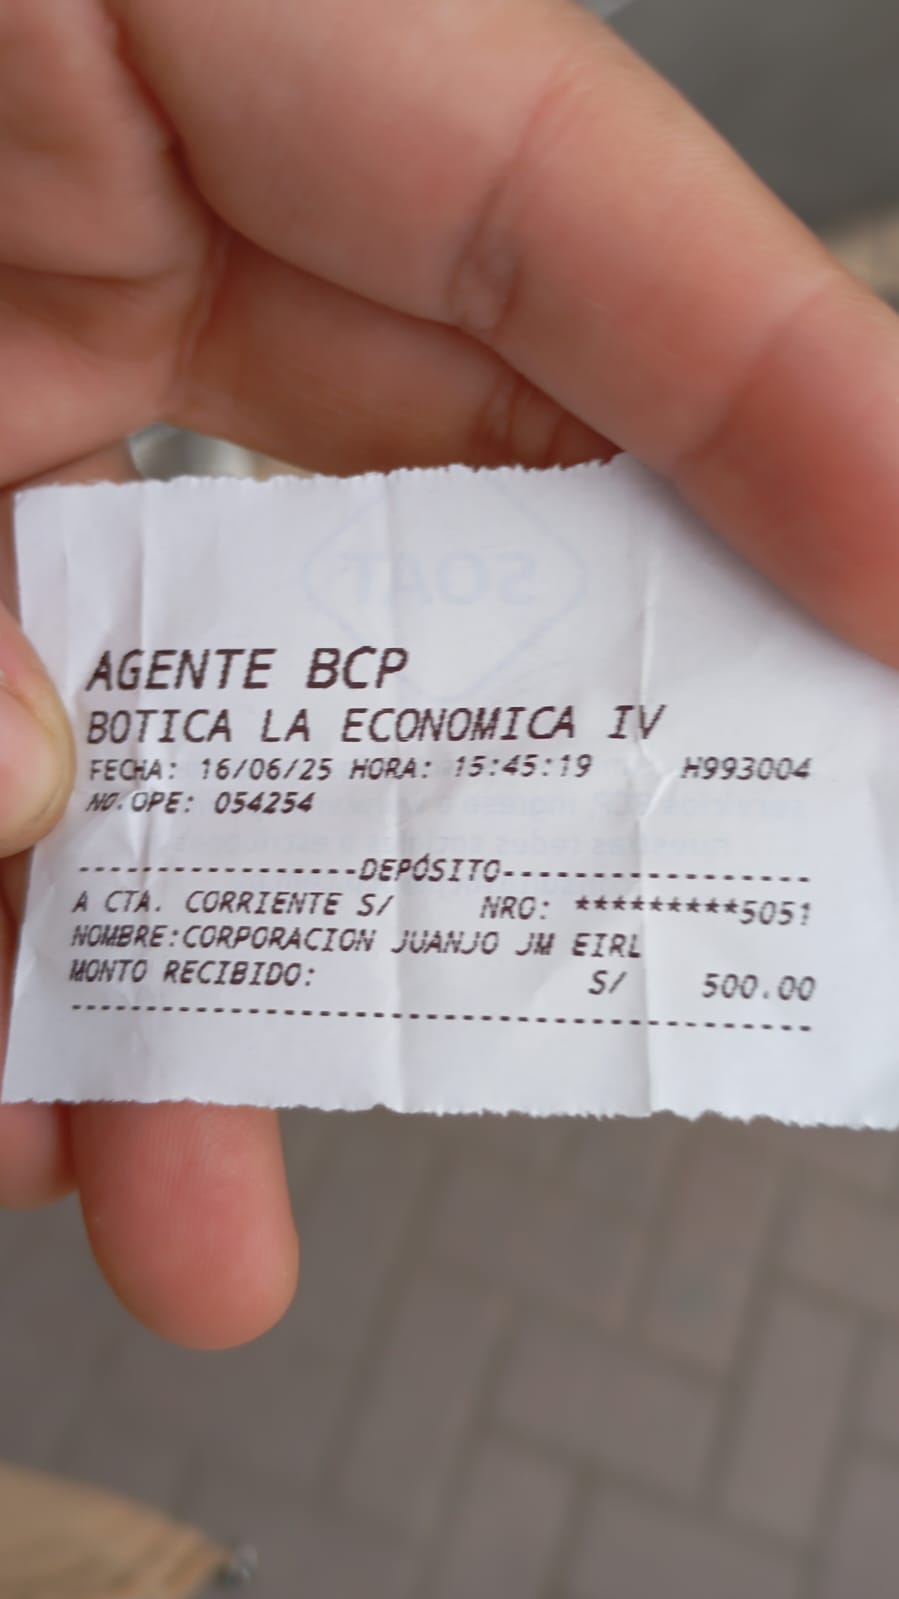 AGENTE BCP
BOTICA LA ECONOMICA IV
FECHA: 16/06/25 HORA: 15:45:19 H993004
NO.OPE: 054254
-----------------DEPÓSITO-----------------
A CTA. CORRIENTE S/ NRO: *********5051
NOMBRE:CORPORACION JUANJO JM EIRL
MONTO RECIBIDO: S/ 500.00